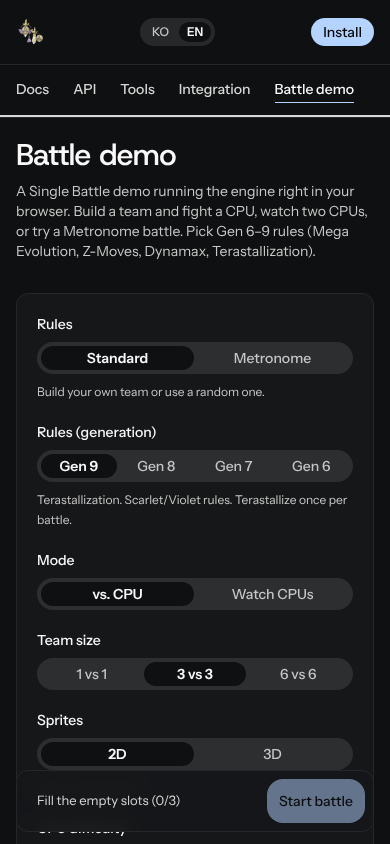 KO EN Install
Docs API Tools Integration Battle demo
Battle demo
A Single Battle demo running the engine right in your
browser. Build a team and fight a CPU, watch two CPUs,
or try a Metronome battle. Pick Gen 6–9 rules (Mega
Evolution, Z-Moves, Dynamax, Terastallization).
Rules
Standard Metronome
Build your own team or use a random one.
Rules (generation)
Gen 9 Gen 8 Gen 7 Gen 6
Terastallization. Scarlet/Violet rules. Terastallize once per
battle.
Mode
vs. CPU Watch CPUs
Team size
1 vs 1 3 vs 3 6 vs 6
Sprites
2D 3D
Fill the empty slots (0/3) Start battle